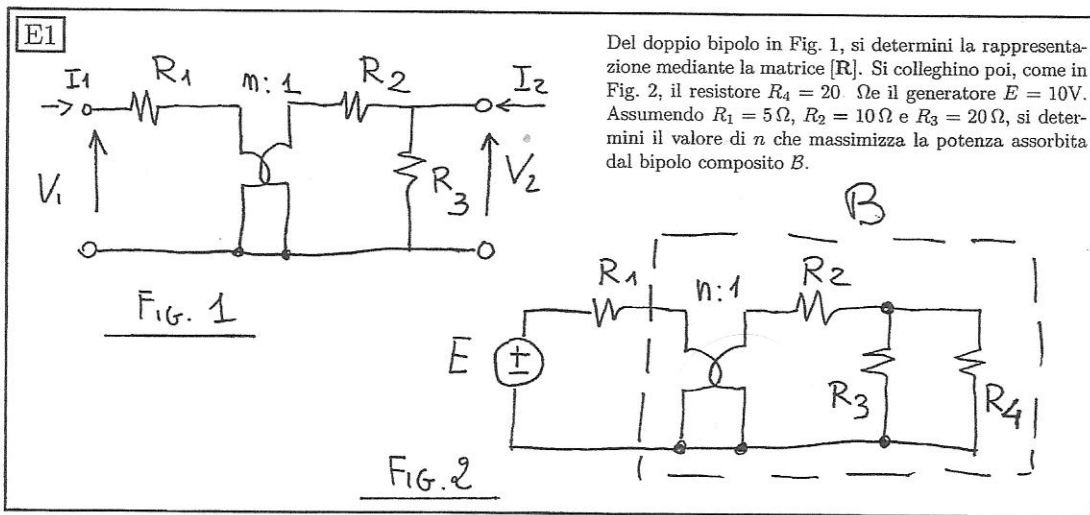 E1
Del doppio bipolo in Fig. 1, si determini la rappresenta-
zione mediante la matrice [R]. Si colleghino poi, come in
Fig. 2, il resistore R₄ = 20 Ωe il generatore E = 10V.
Assumendo R₁ = 5 Ω, R₂ = 10 Ω e R₃ = 20 Ω, si deter-
mini il valore di n che massimizza la potenza assorbita
dal bipolo composito B.
I1 R1 n:1 R2 I2
V1 R3 V2
FIG. 1
B
R1 n:1 R2
E ± R3 R4
FIG. 2